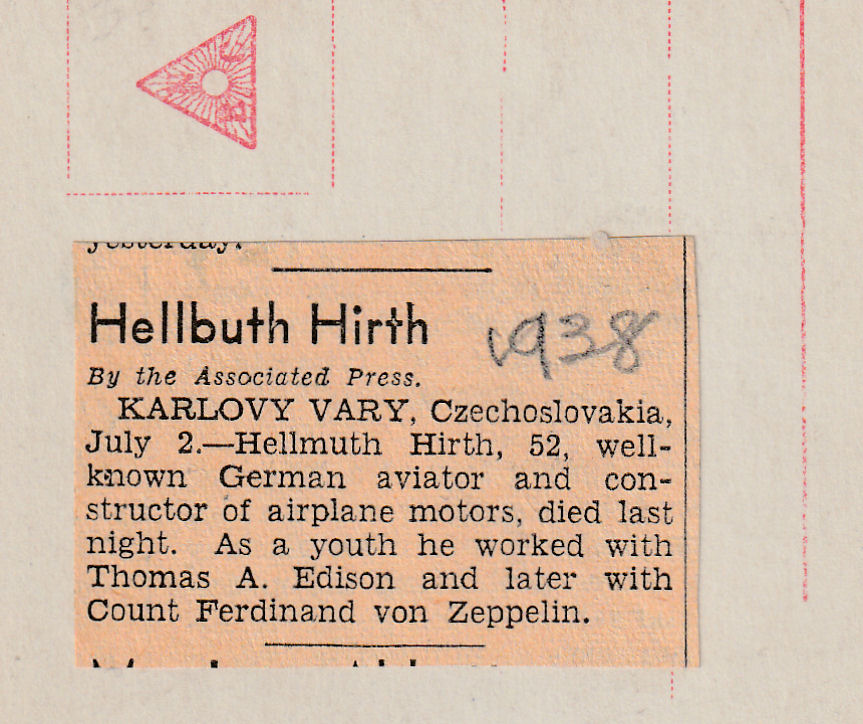 yesterday.
Hellbuth Hirth
1938
By the Associated Press.
KARLOVY VARY, Czechoslovakia,
July 2.—Hellmuth Hirth, 52, well-
known German aviator and con-
structor of airplane motors, died last
night. As a youth he worked with
Thomas A. Edison and later with
Count Ferdinand von Zeppelin.